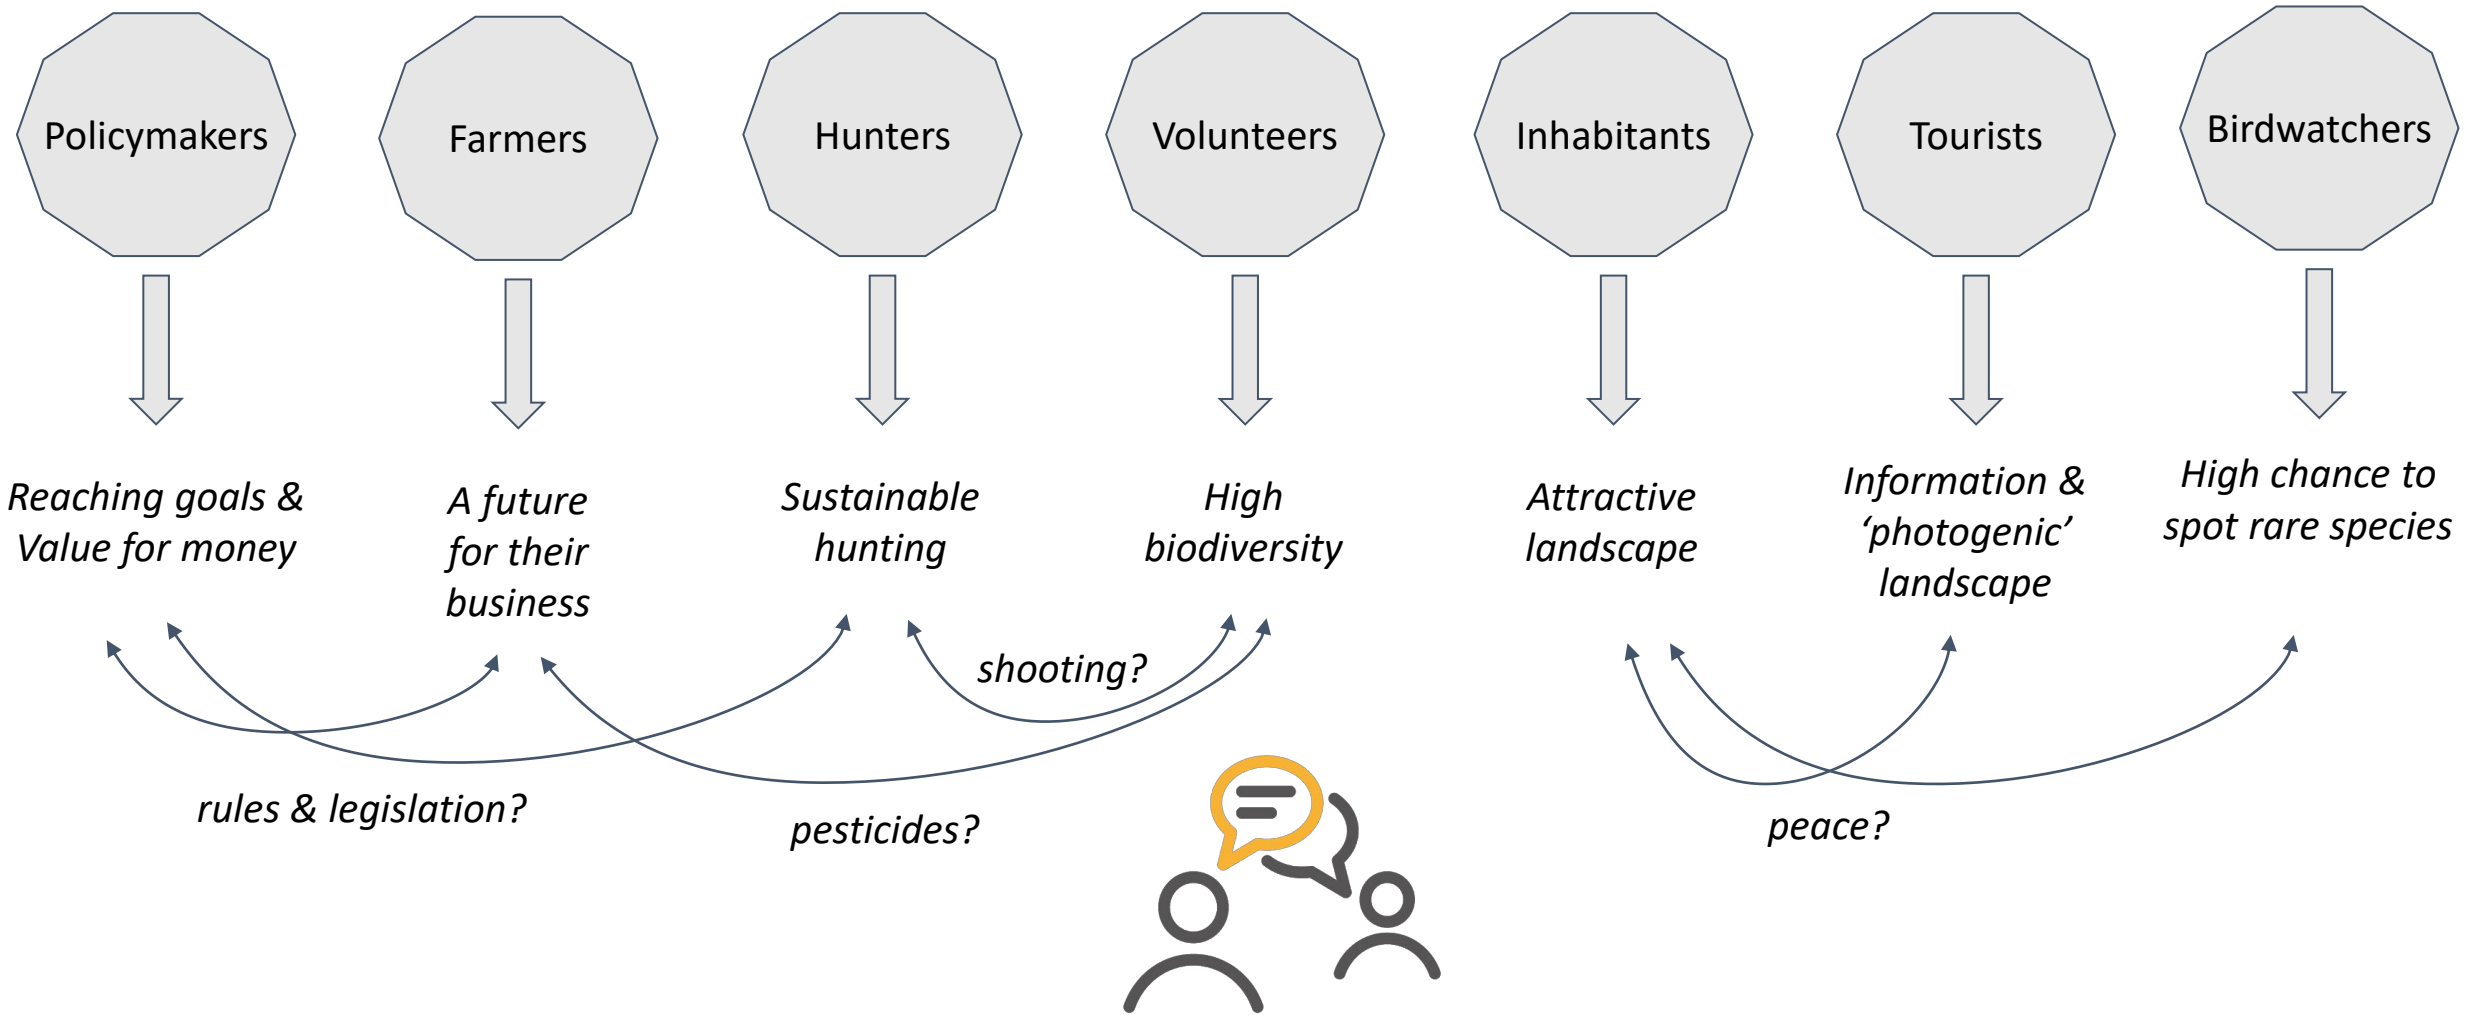 Policymakers
Farmers
Hunters
Volunteers
Inhabitants
Tourists
Birdwatchers
Reaching goals &
Value for money
A future
for their
business
Sustainable
hunting
High
biodiversity
Attractive
landscape
Information &
‘photogenic’
landscape
High chance to
spot rare species
shooting?
rules & legislation?
pesticides?
peace?